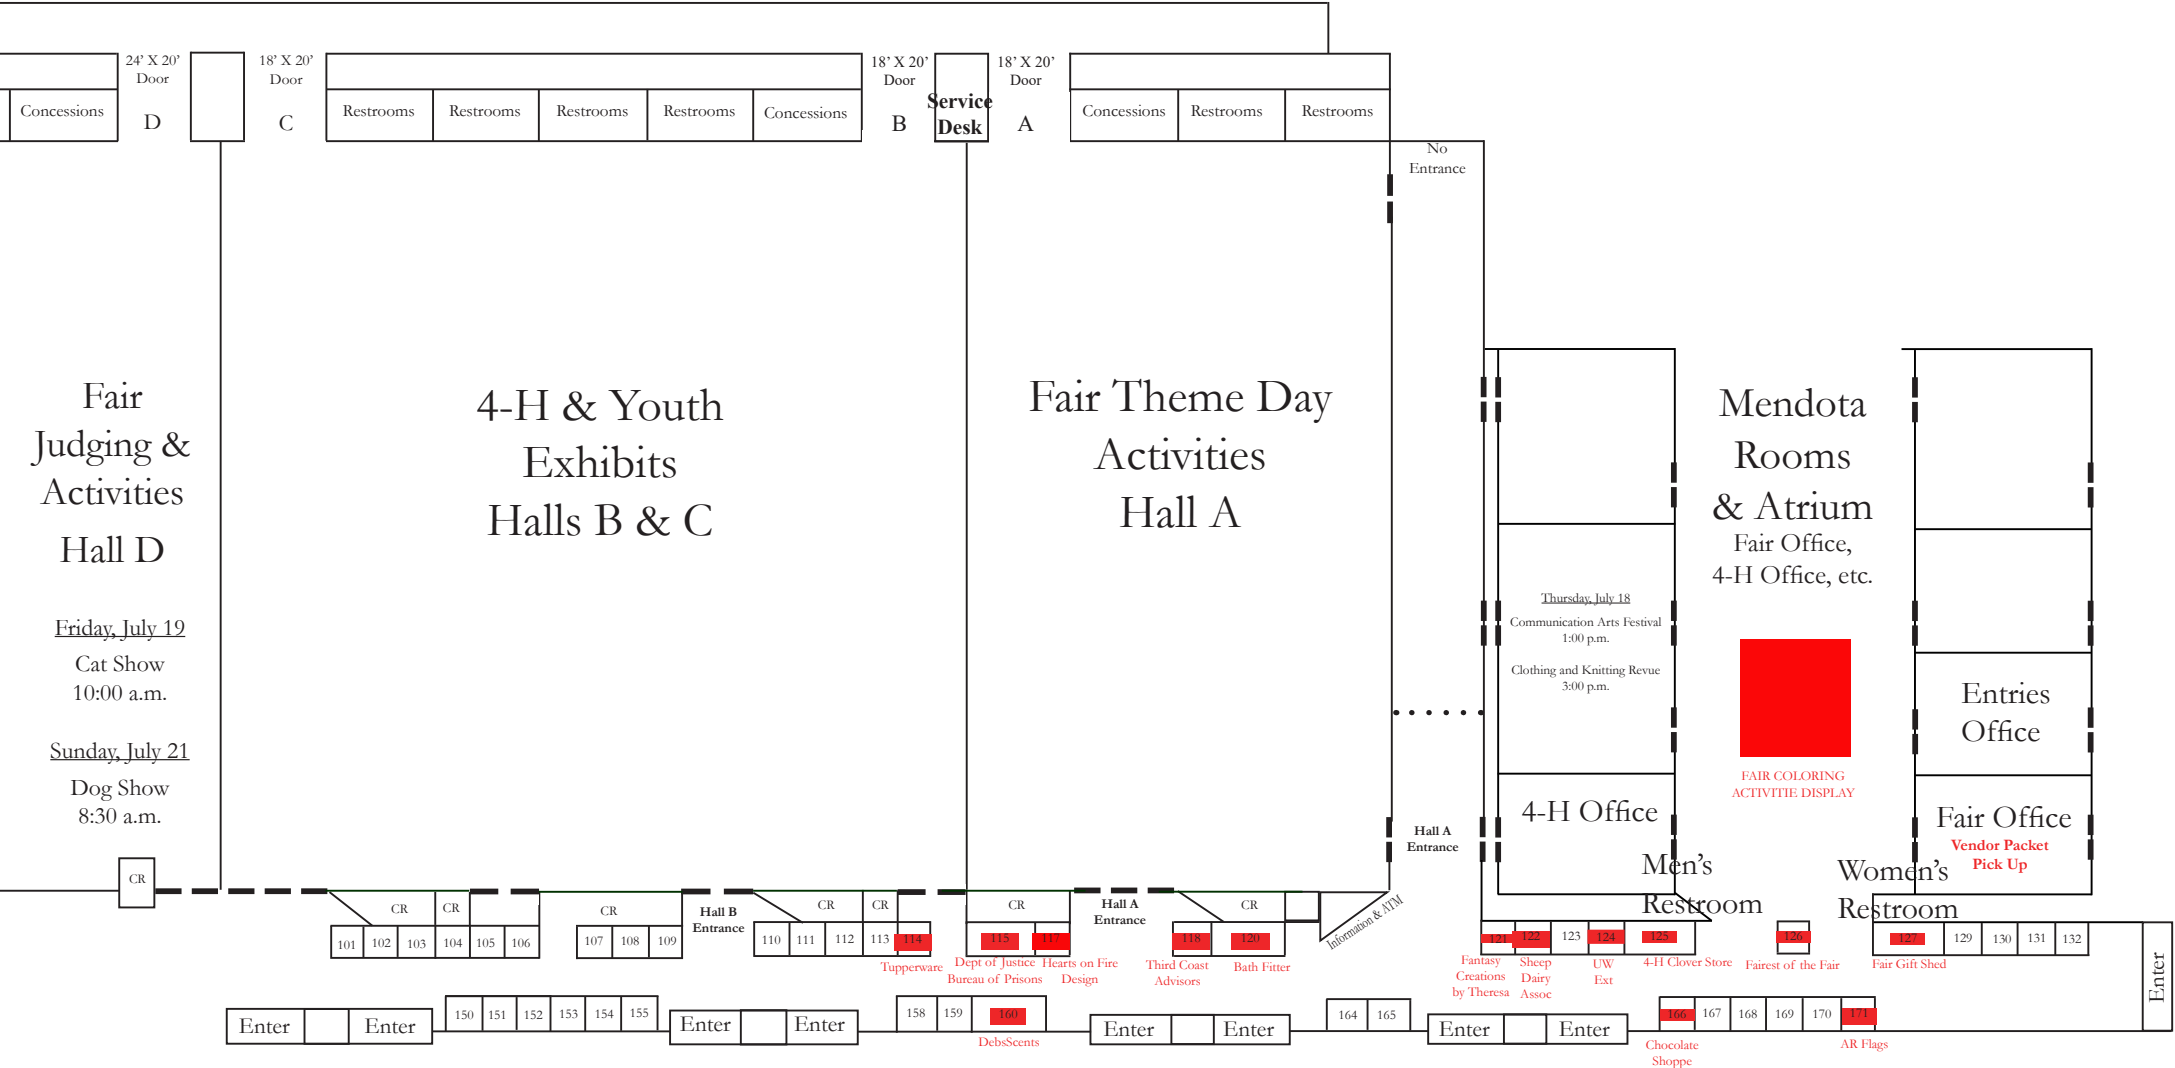 24' X 20'
Door
D
18' X 20'
Door
C
18' X 20'
Door
B
Service
Desk
18' X 20'
Door
A
Concessions
Restrooms
Restrooms
Restrooms
Restrooms
Concessions
Concessions
Restrooms
Restrooms
No
Entrance
Fair
Judging &
Activities
Hall D
Friday, July 19
Cat Show
10:00 a.m.
Sunday, July 21
Dog Show
8:30 a.m.
4-H & Youth
Exhibits
Halls B & C
Fair Theme Day
Activities
Hall A
Mendota
Rooms
& Atrium
Fair Office,
4-H Office, etc.
Thursday, July 18
Communication Arts Festival
1:00 p.m.
Clothing and Knitting Revue
3:00 p.m.
FAIR COLORING
ACTIVITIE DISPLAY
Entries
Office
4-H Office
Fair Office
Vendor Packet
Pick Up
Men's
Restroom
Women's
Restroom
Hall A
Entrance
CR
CR
CR
CR
Hall B
Entrance
CR
CR
CR
Hall A
Entrance
CR
Information & ATM
101
102
103
104
105
106
107
108
109
110
111
112
113
114
115
117
118
120
121
122
123
124
125
126
127
129
130
131
132
Tupperware
Dept of Justice
Bureau of Prisons
Hearts on Fire
Design
Third Coast
Advisors
Bath Fitter
Fantasy
Creations
by Theresa
Sheep
Dairy
Assoc
UW
Ext
4-H Clover Store
Fairest of the Fair
Fair Gift Shed
Enter
Enter
Enter
150
151
152
153
154
155
Enter
Enter
158
159
160
DebsScents
Enter
Enter
164
165
Enter
Enter
166
167
168
169
170
171
Chocolate
Shoppe
AR Flags